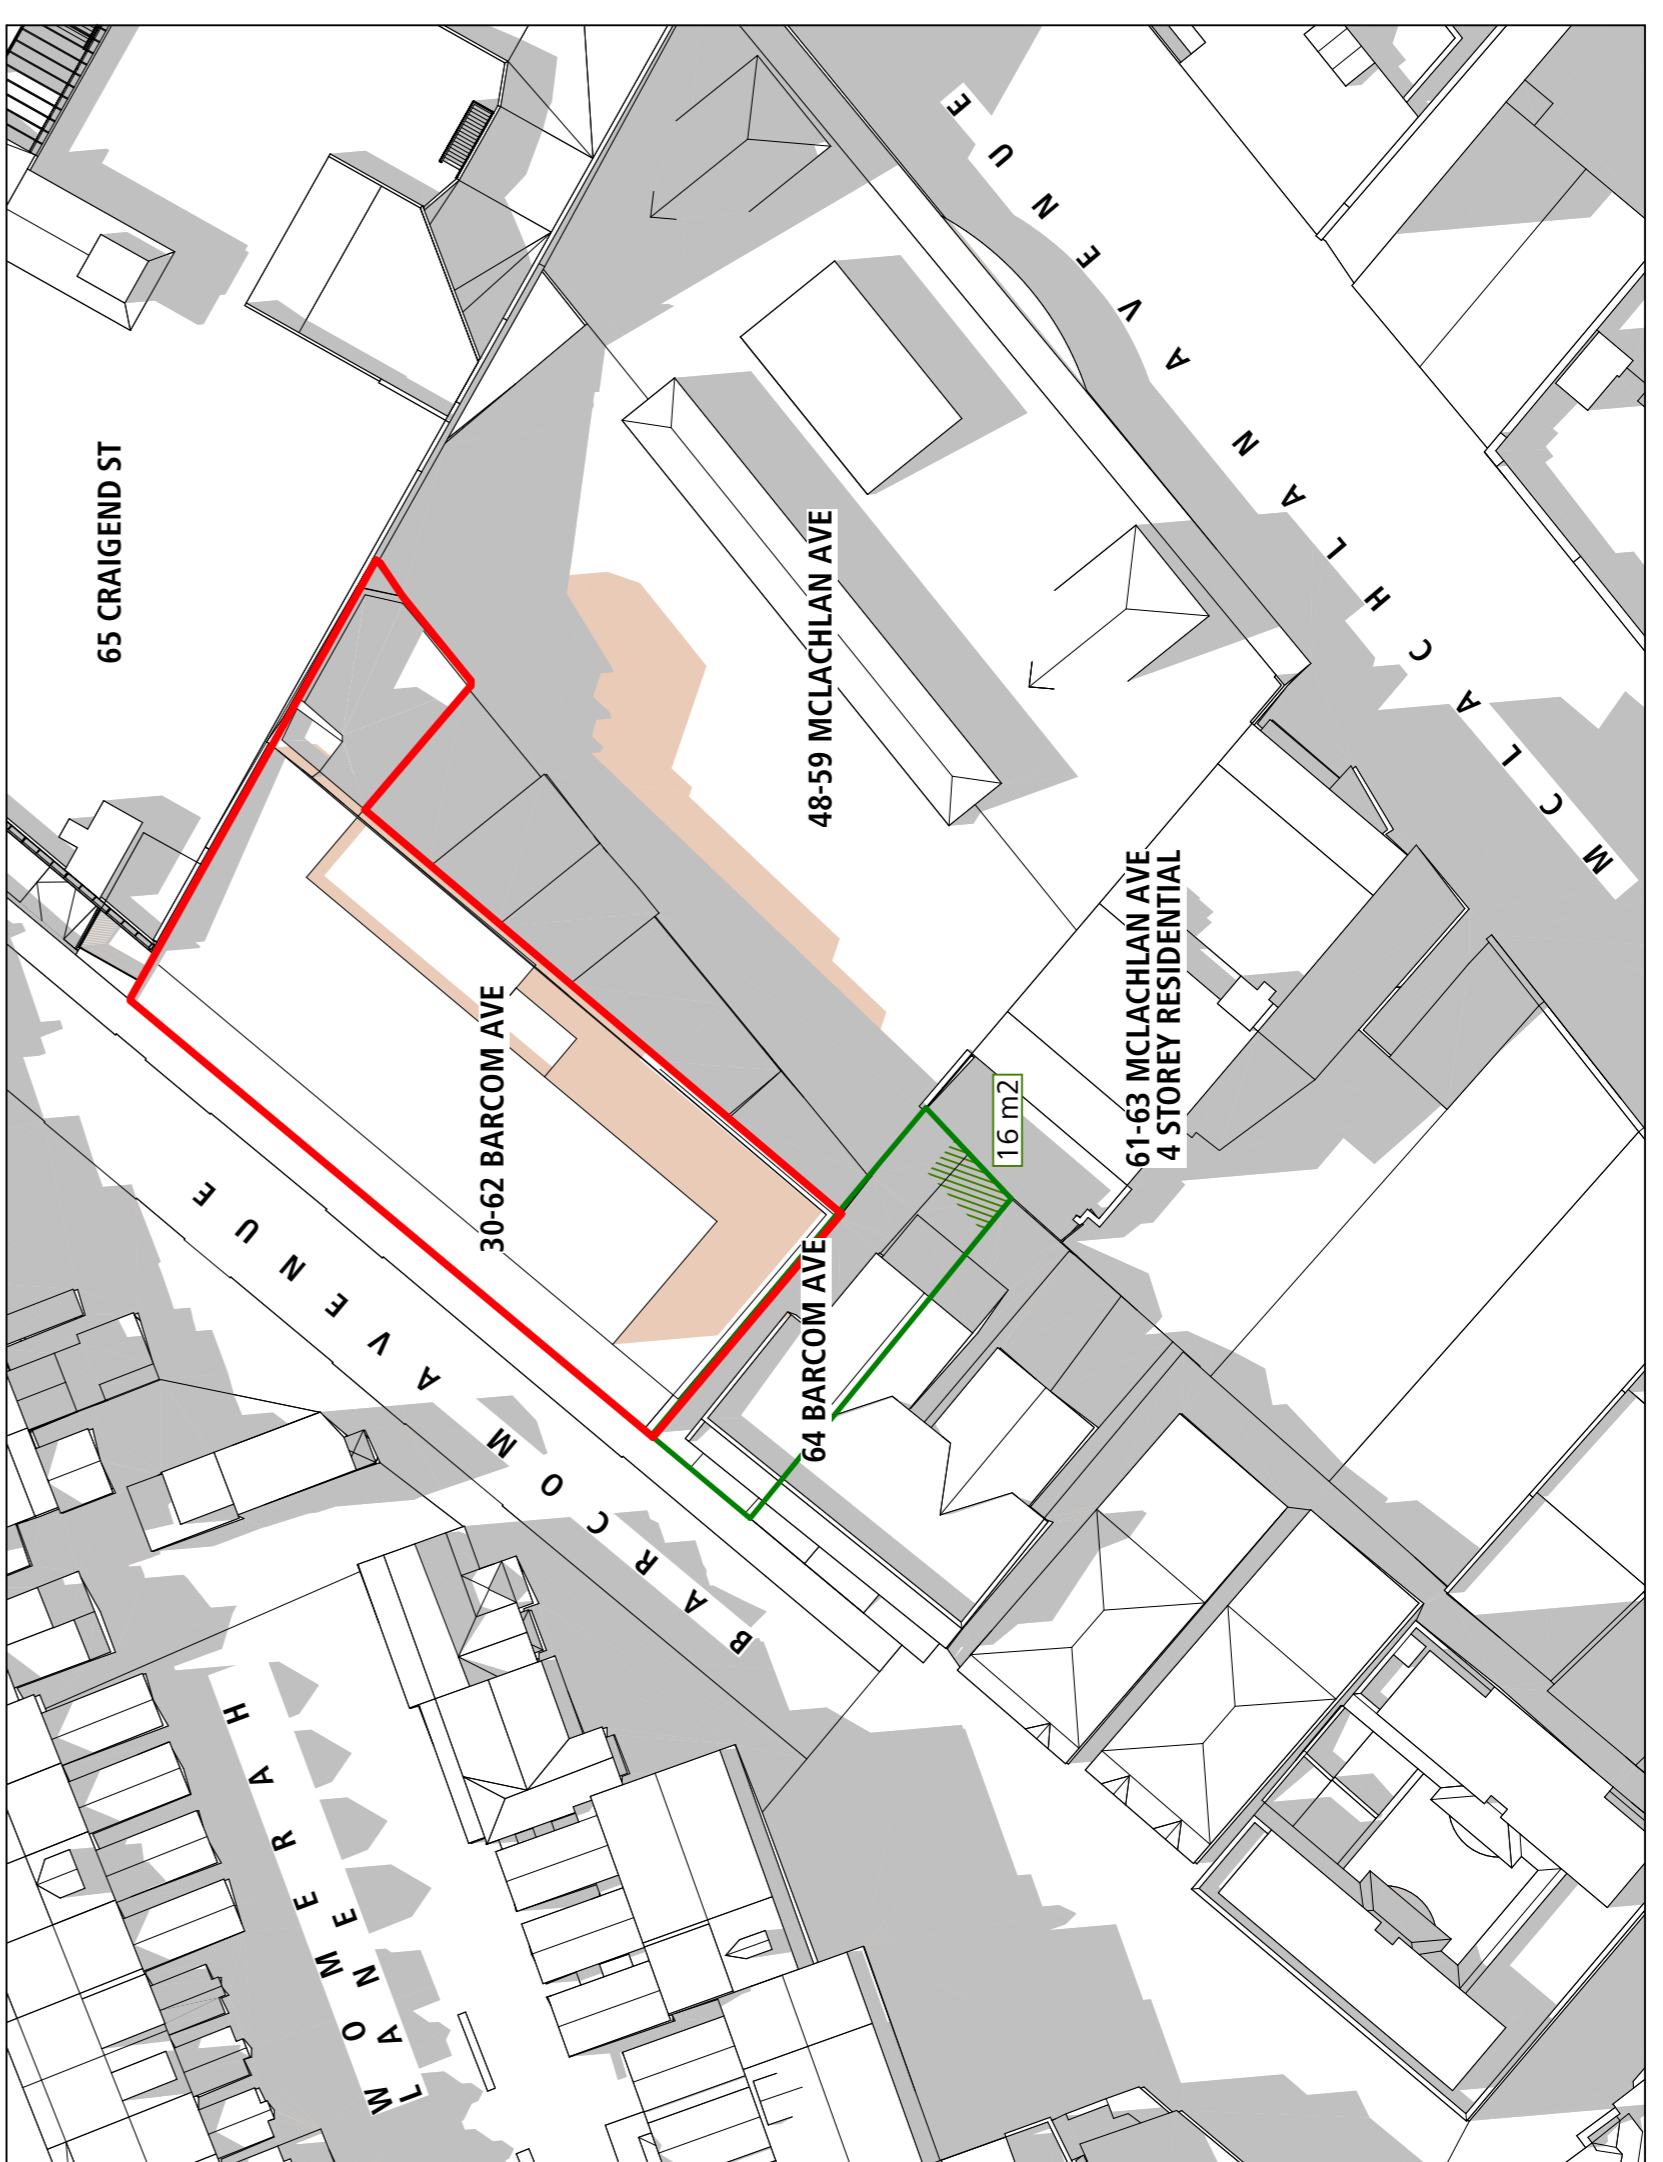 65 CRAIGEND ST
MCLACHLAN AVENUE
48-59 MCLACHLAN AVE
30-62 BARCOM AVE
61-63 MCLACHLAN AVE
4 STOREY RESIDENTIAL
16 m2
64 BARCOM AVE
BARCOM AVENUE
WOOMERAH
LANE